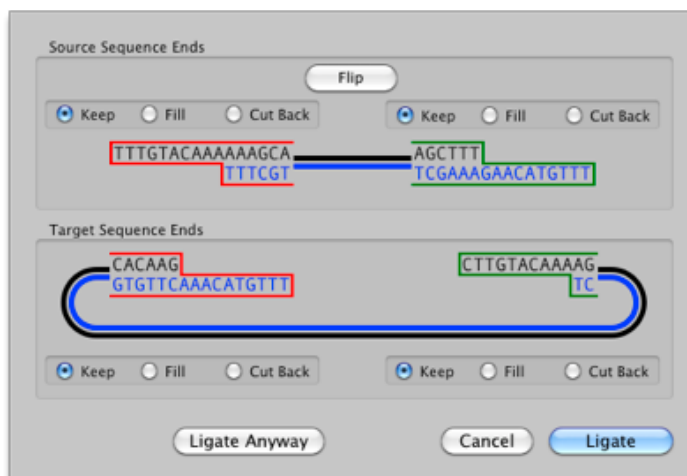 Source Sequence Ends
Flip
Keep Fill Cut Back Keep Fill Cut Back
TTTGTACAAAAAAGCA AGCTTT
TTTCGT TCGAAAGAACATGTTT
Target Sequence Ends
CACAAG CTTGTACAAAAG
GTGTTCAAACATGTTT TC
Keep Fill Cut Back Keep Fill Cut Back
Ligate Anyway Cancel Ligate